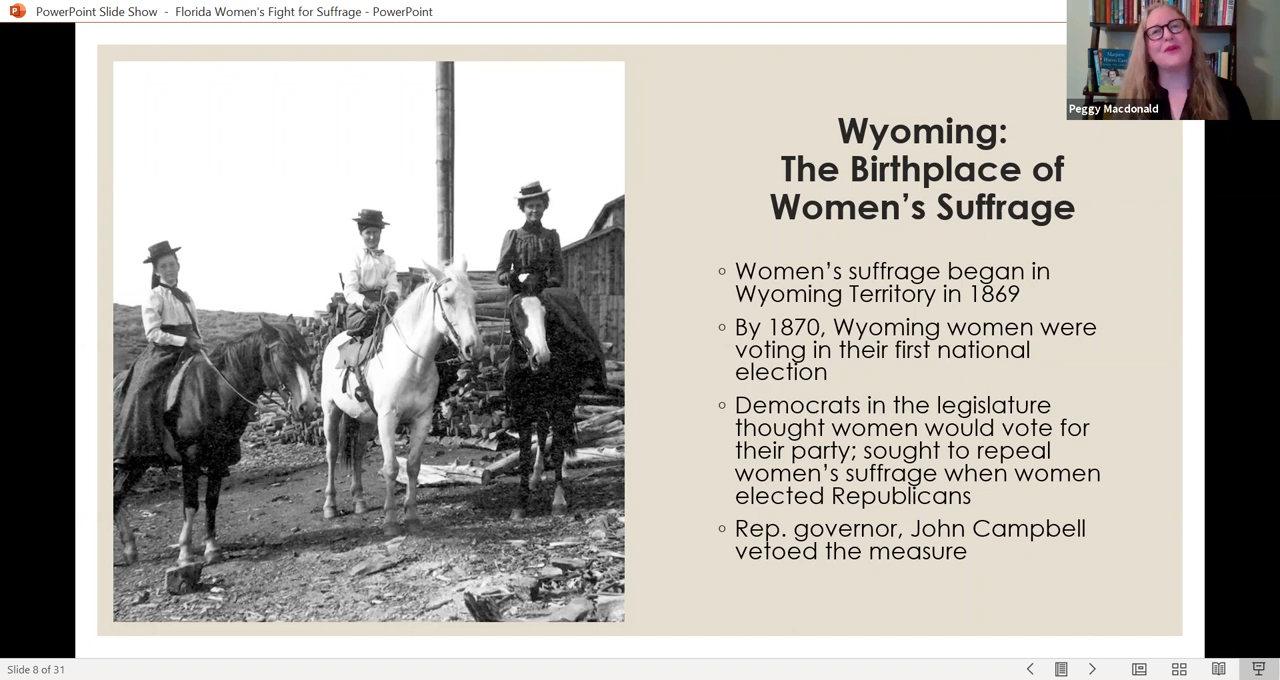 PowerPoint Slide Show - Florida Women's Fight for Suffrage - PowerPoint
Peggy Macdonald
Wyoming:
The Birthplace of
Women’s Suffrage
◦ Women’s suffrage began in
Wyoming Territory in 1869
◦ By 1870, Wyoming women were
voting in their first national
election
◦ Democrats in the legislature
thought women would vote for
their party; sought to repeal
women’s suffrage when women
elected Republicans
◦ Rep. governor, John Campbell
vetoed the measure
Slide 8 of 31